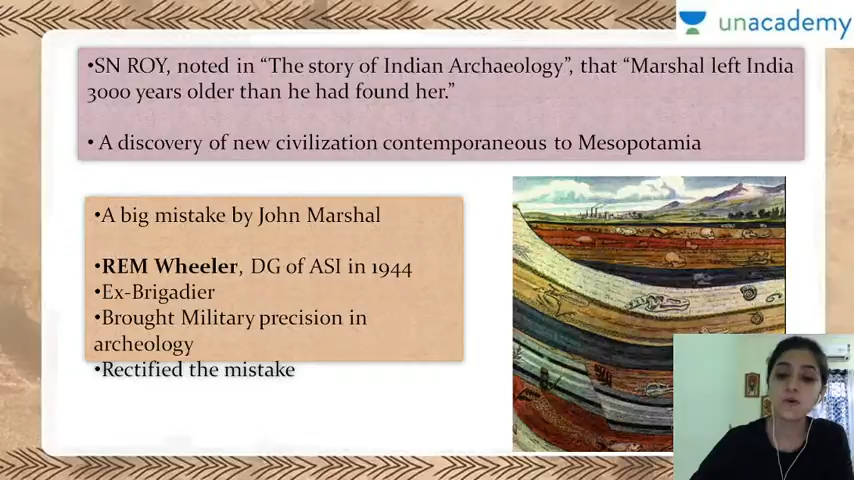 unacademy
•SN ROY, noted in “The story of Indian Archaeology”, that “Marshal left India
3000 years older than he had found her.”
• A discovery of new civilization contemporaneous to Mesopotamia
•A big mistake by John Marshal
•REM Wheeler, DG of ASI in 1944
•Ex-Brigadier
•Brought Military precision in
archeology
•Rectified the mistake